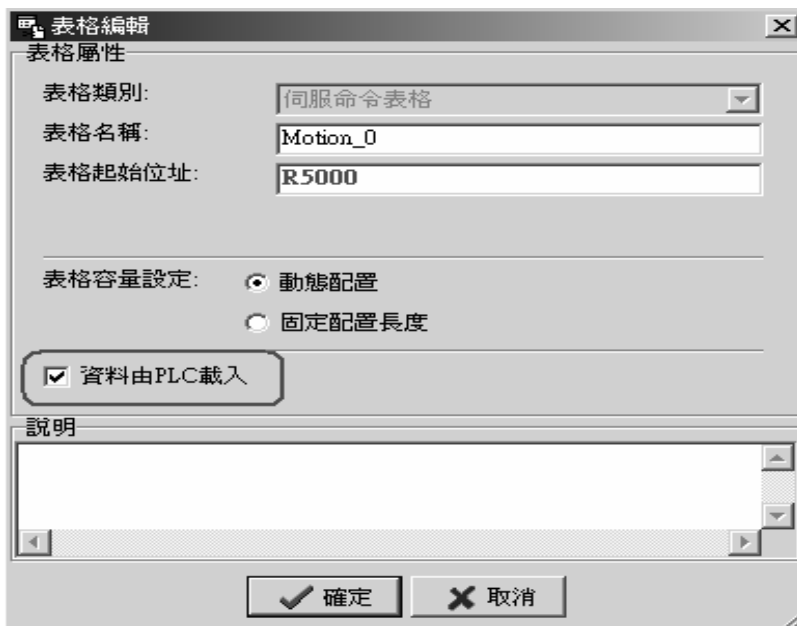 表格編輯
表格屬性
表格類別: 伺服命令表格
表格名稱: Motion_0
表格起始位址: R5000
表格容量設定: 動態配置
固定配置長度
資料由PLC載入
說明
確定 取消